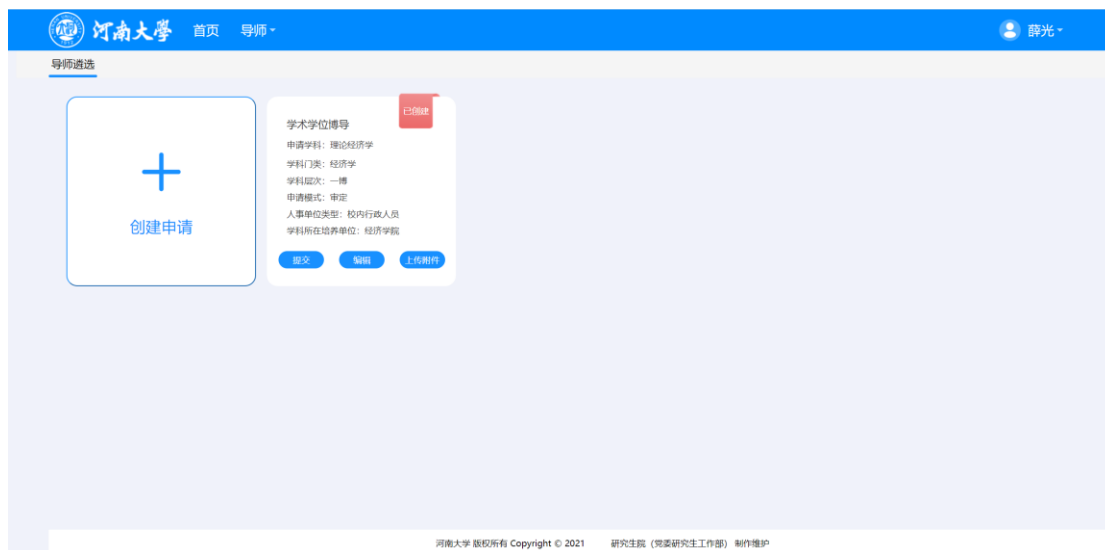 河南大學 首页 导师 薛光
导师遴选
已创建
学术学位博导
申请学科：理论经济学
学科门类：经济学
学科层次：一博
申请模式：审定
人事单位类型：校内行政人员
学科所在培养单位：经济学院
创建申请
提交 编辑 上传附件
河南大学 版权所有 Copyright © 2021 研究生院（党委研究生工作部） 制作维护